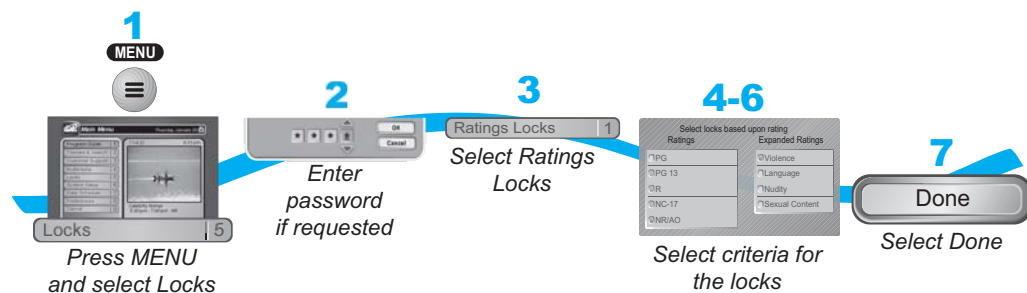 1
MENU
Main Menu
Locks 5
Press MENU
and select Locks
2
* * * *
OK
Cancel
Enter
password
if requested
3
Ratings Locks 1
Select Ratings
Locks
4-6
Select locks based upon rating
Ratings
Expanded Ratings
PG
PG 13
R
NC-17
NR/AO
Violence
Language
Nudity
Sexual Content
Select criteria for
the locks
7
Done
Select Done